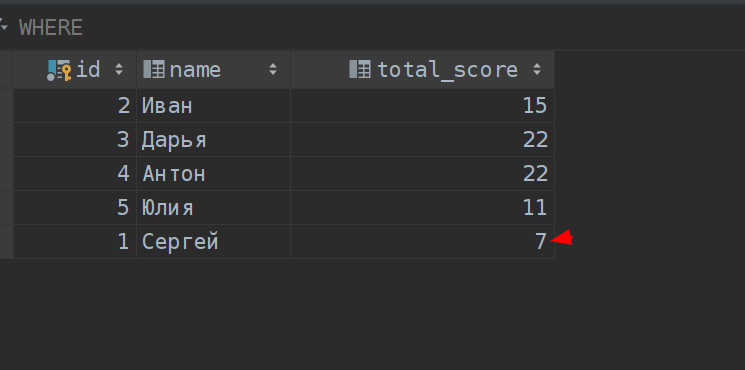 WHERE
id name total_score
2 Иван 15
3 Дарья 22
4 Антон 22
5 Юлия 11
1 Сергей 7